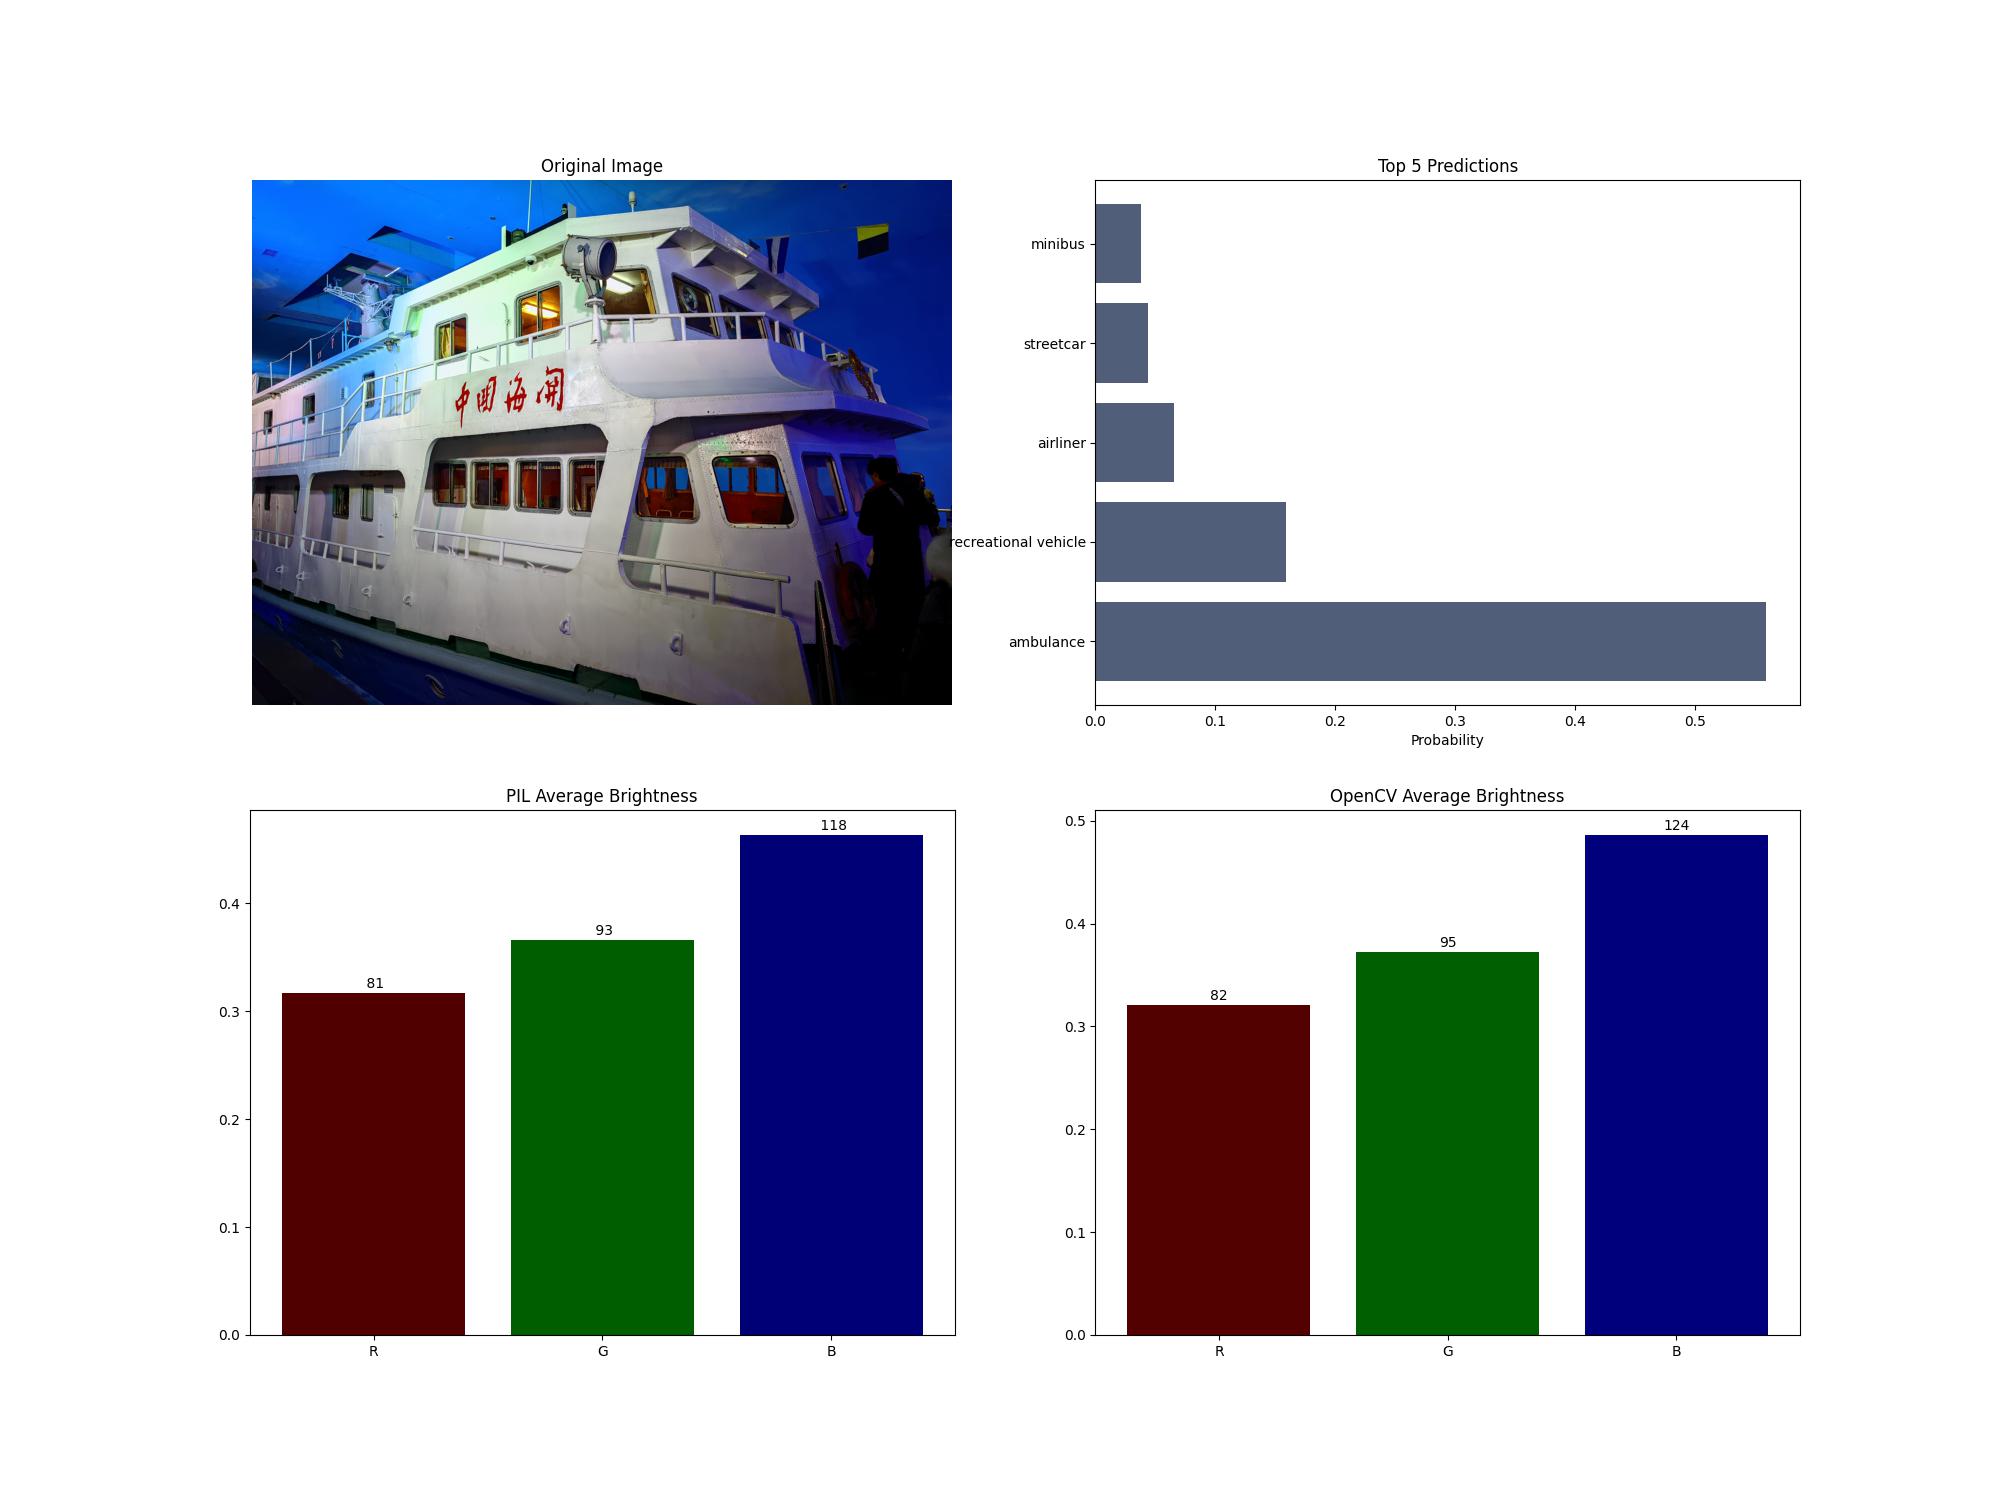 Original Image
中国海关
Top 5 Predictions
minibus
streetcar
airliner
recreational vehicle
ambulance
0.0 0.1 0.2 0.3 0.4 0.5
Probability
PIL Average Brightness
0.4
0.3
0.2
0.1
0.0
81
93
118
R G B
OpenCV Average Brightness
0.5
0.4
0.3
0.2
0.1
0.0
82
95
124
R G B